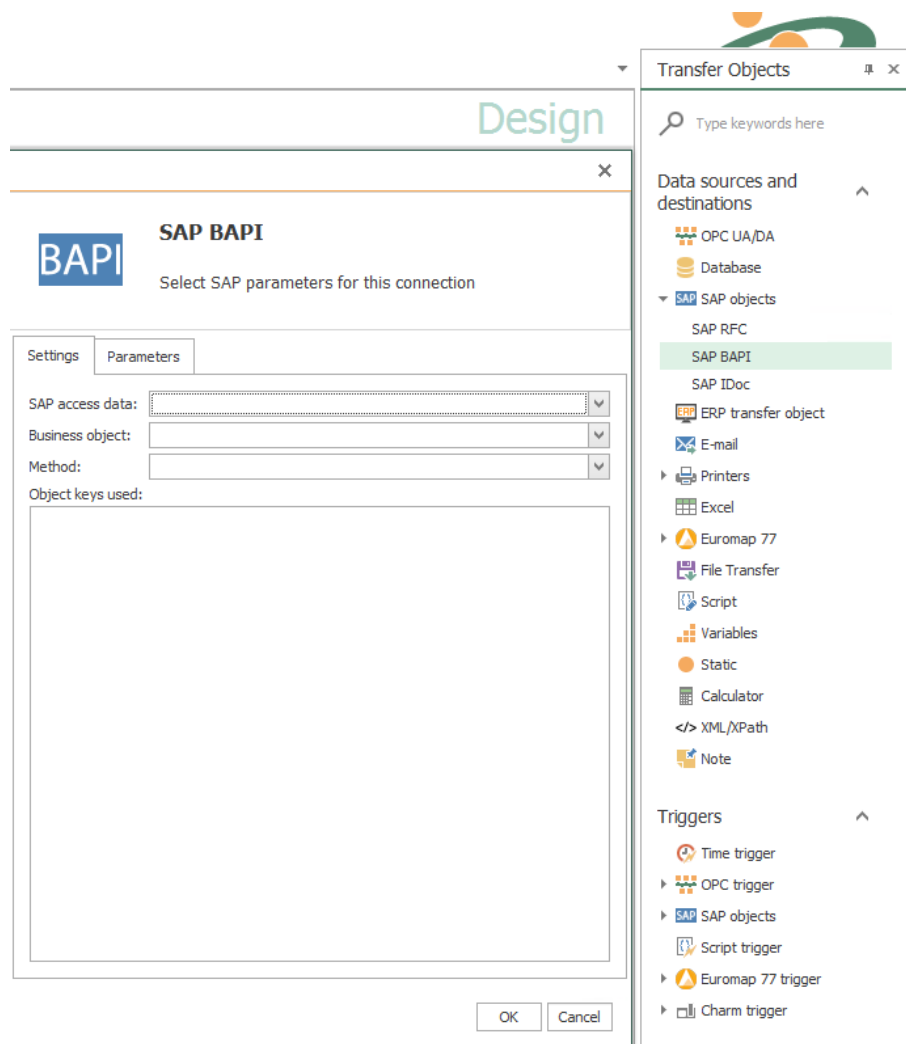 Design
BAPI
SAP BAPI
Select SAP parameters for this connection
Settings
Parameters
SAP access data:
Business object:
Method:
Object keys used:
OK
Cancel
Transfer Objects
Type keywords here
Data sources and
destinations
OPC UA/DA
Database
SAP SAP objects
SAP RFC
SAP BAPI
SAP IDoc
ERP ERP transfer object
E-mail
Printers
Excel
Euromap 77
File Transfer
Script
Variables
Static
Calculator
</> XML/XPath
Note
Triggers
Time trigger
OPC trigger
SAP SAP objects
Script trigger
Euromap 77 trigger
Charm trigger